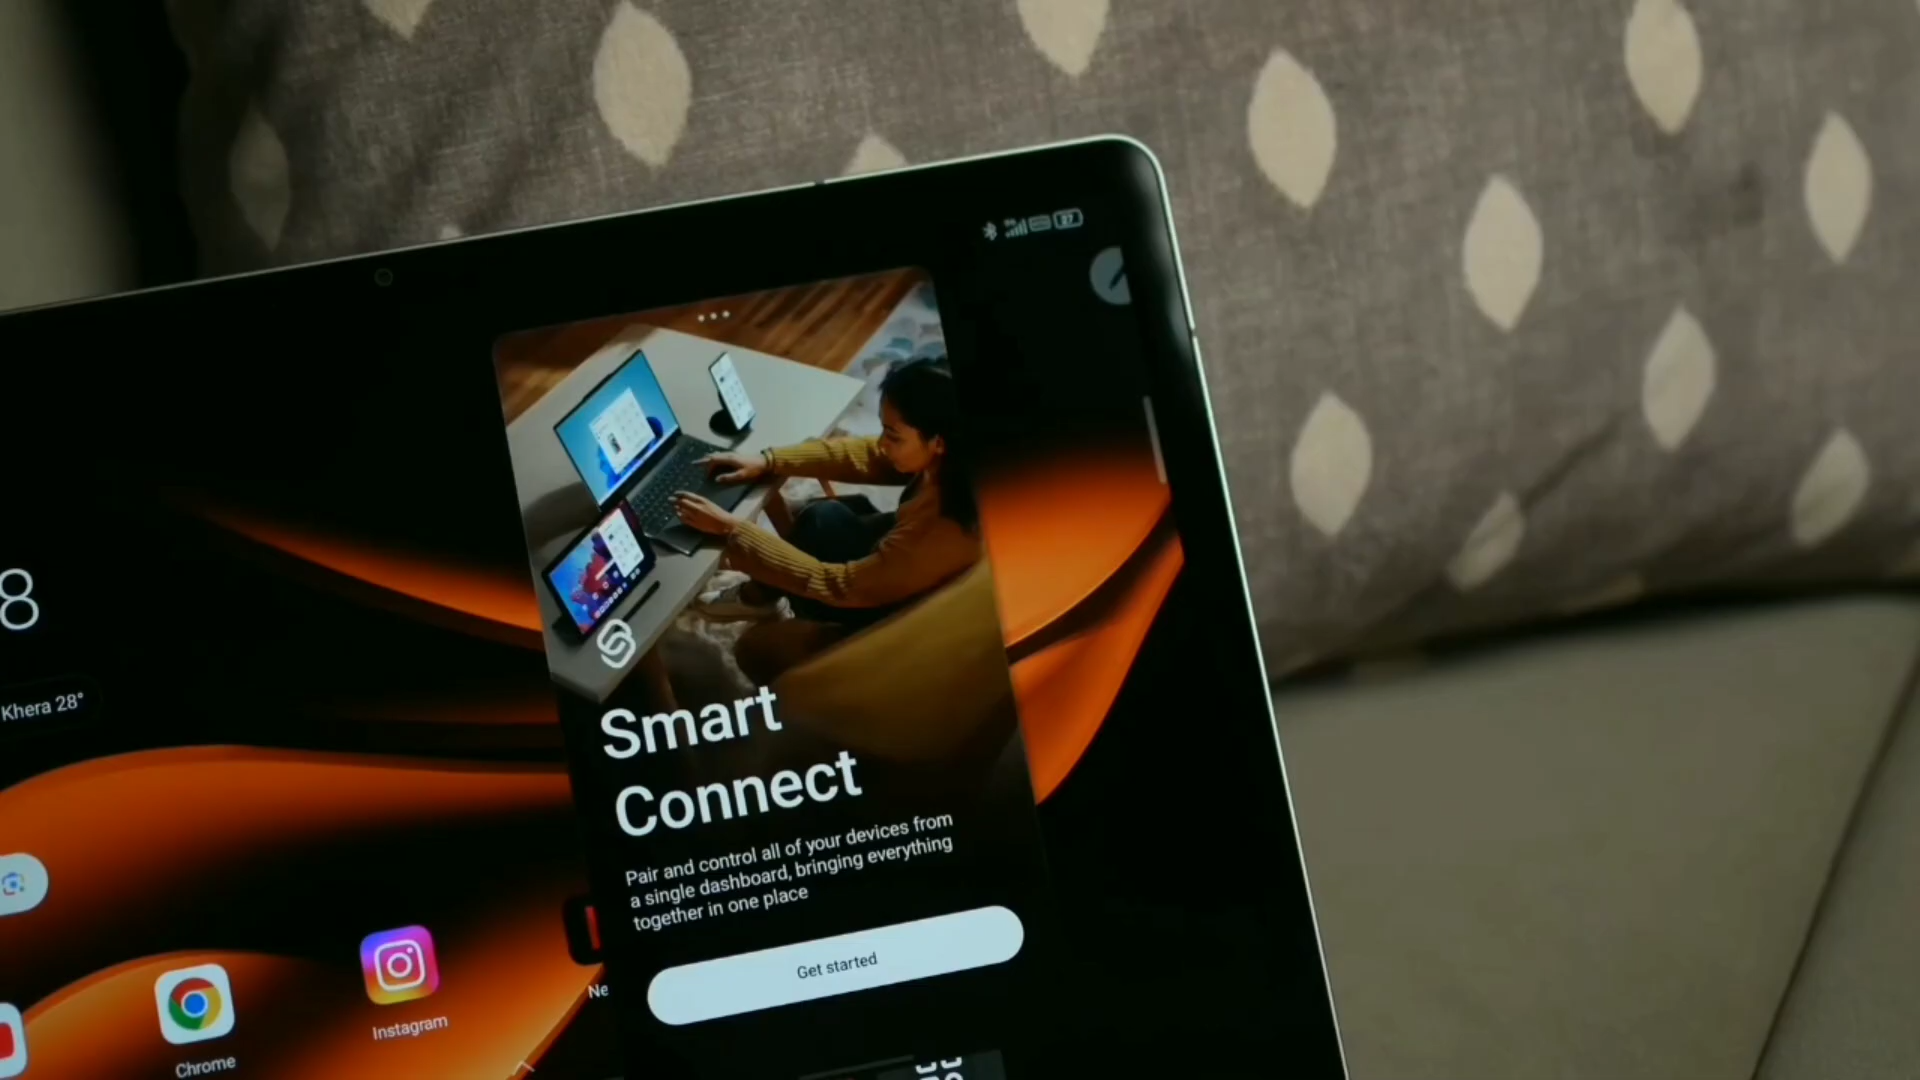 27
8
Khera 28°
Smart
Connect
Pair and control all of your devices from
a single dashboard, bringing everything
together in one place
Get started
Ne
Instagram
Chrome